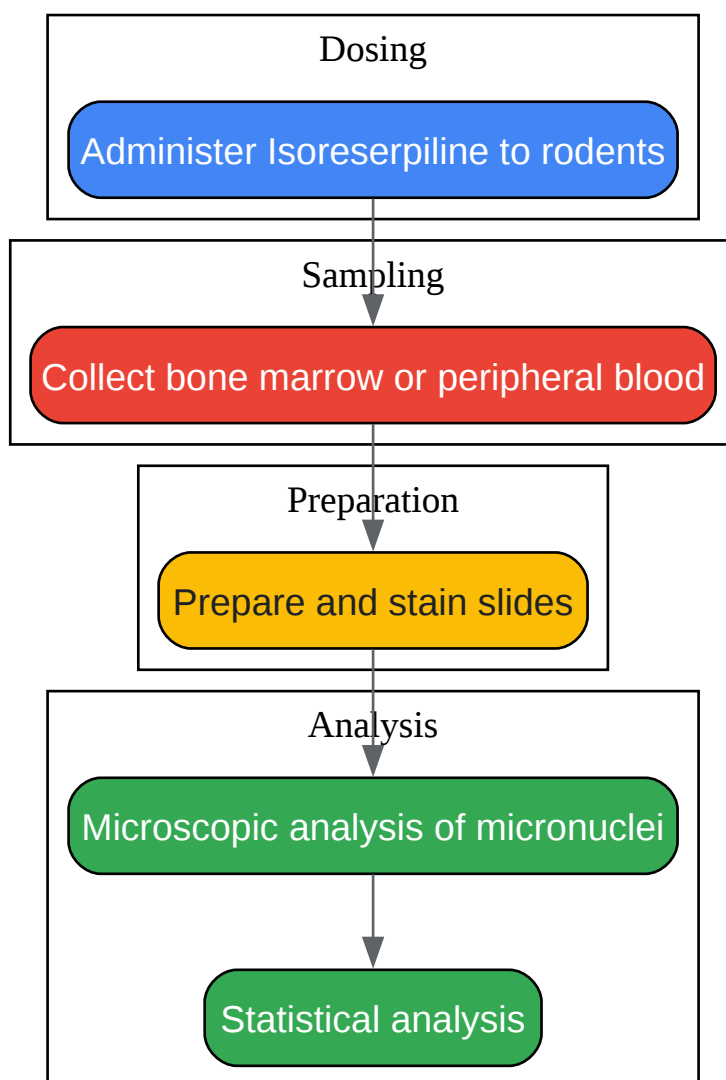 Dosing
Administer Isoreserpiline to rodents
Sampling
Collect bone marrow or peripheral blood
Preparation
Prepare and stain slides
Analysis
Microscopic analysis of micronuclei
Statistical analysis